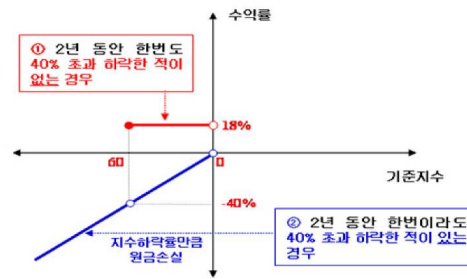 수익률
① 2년 동안 한번도
40% 초과 하락한 적이
없는 경우
18%
60
0
기준지수
-40%
지수하락률만큼
원금손실
② 2년 동안 한번이라도
40% 초과 하락한 적이 있는
경우